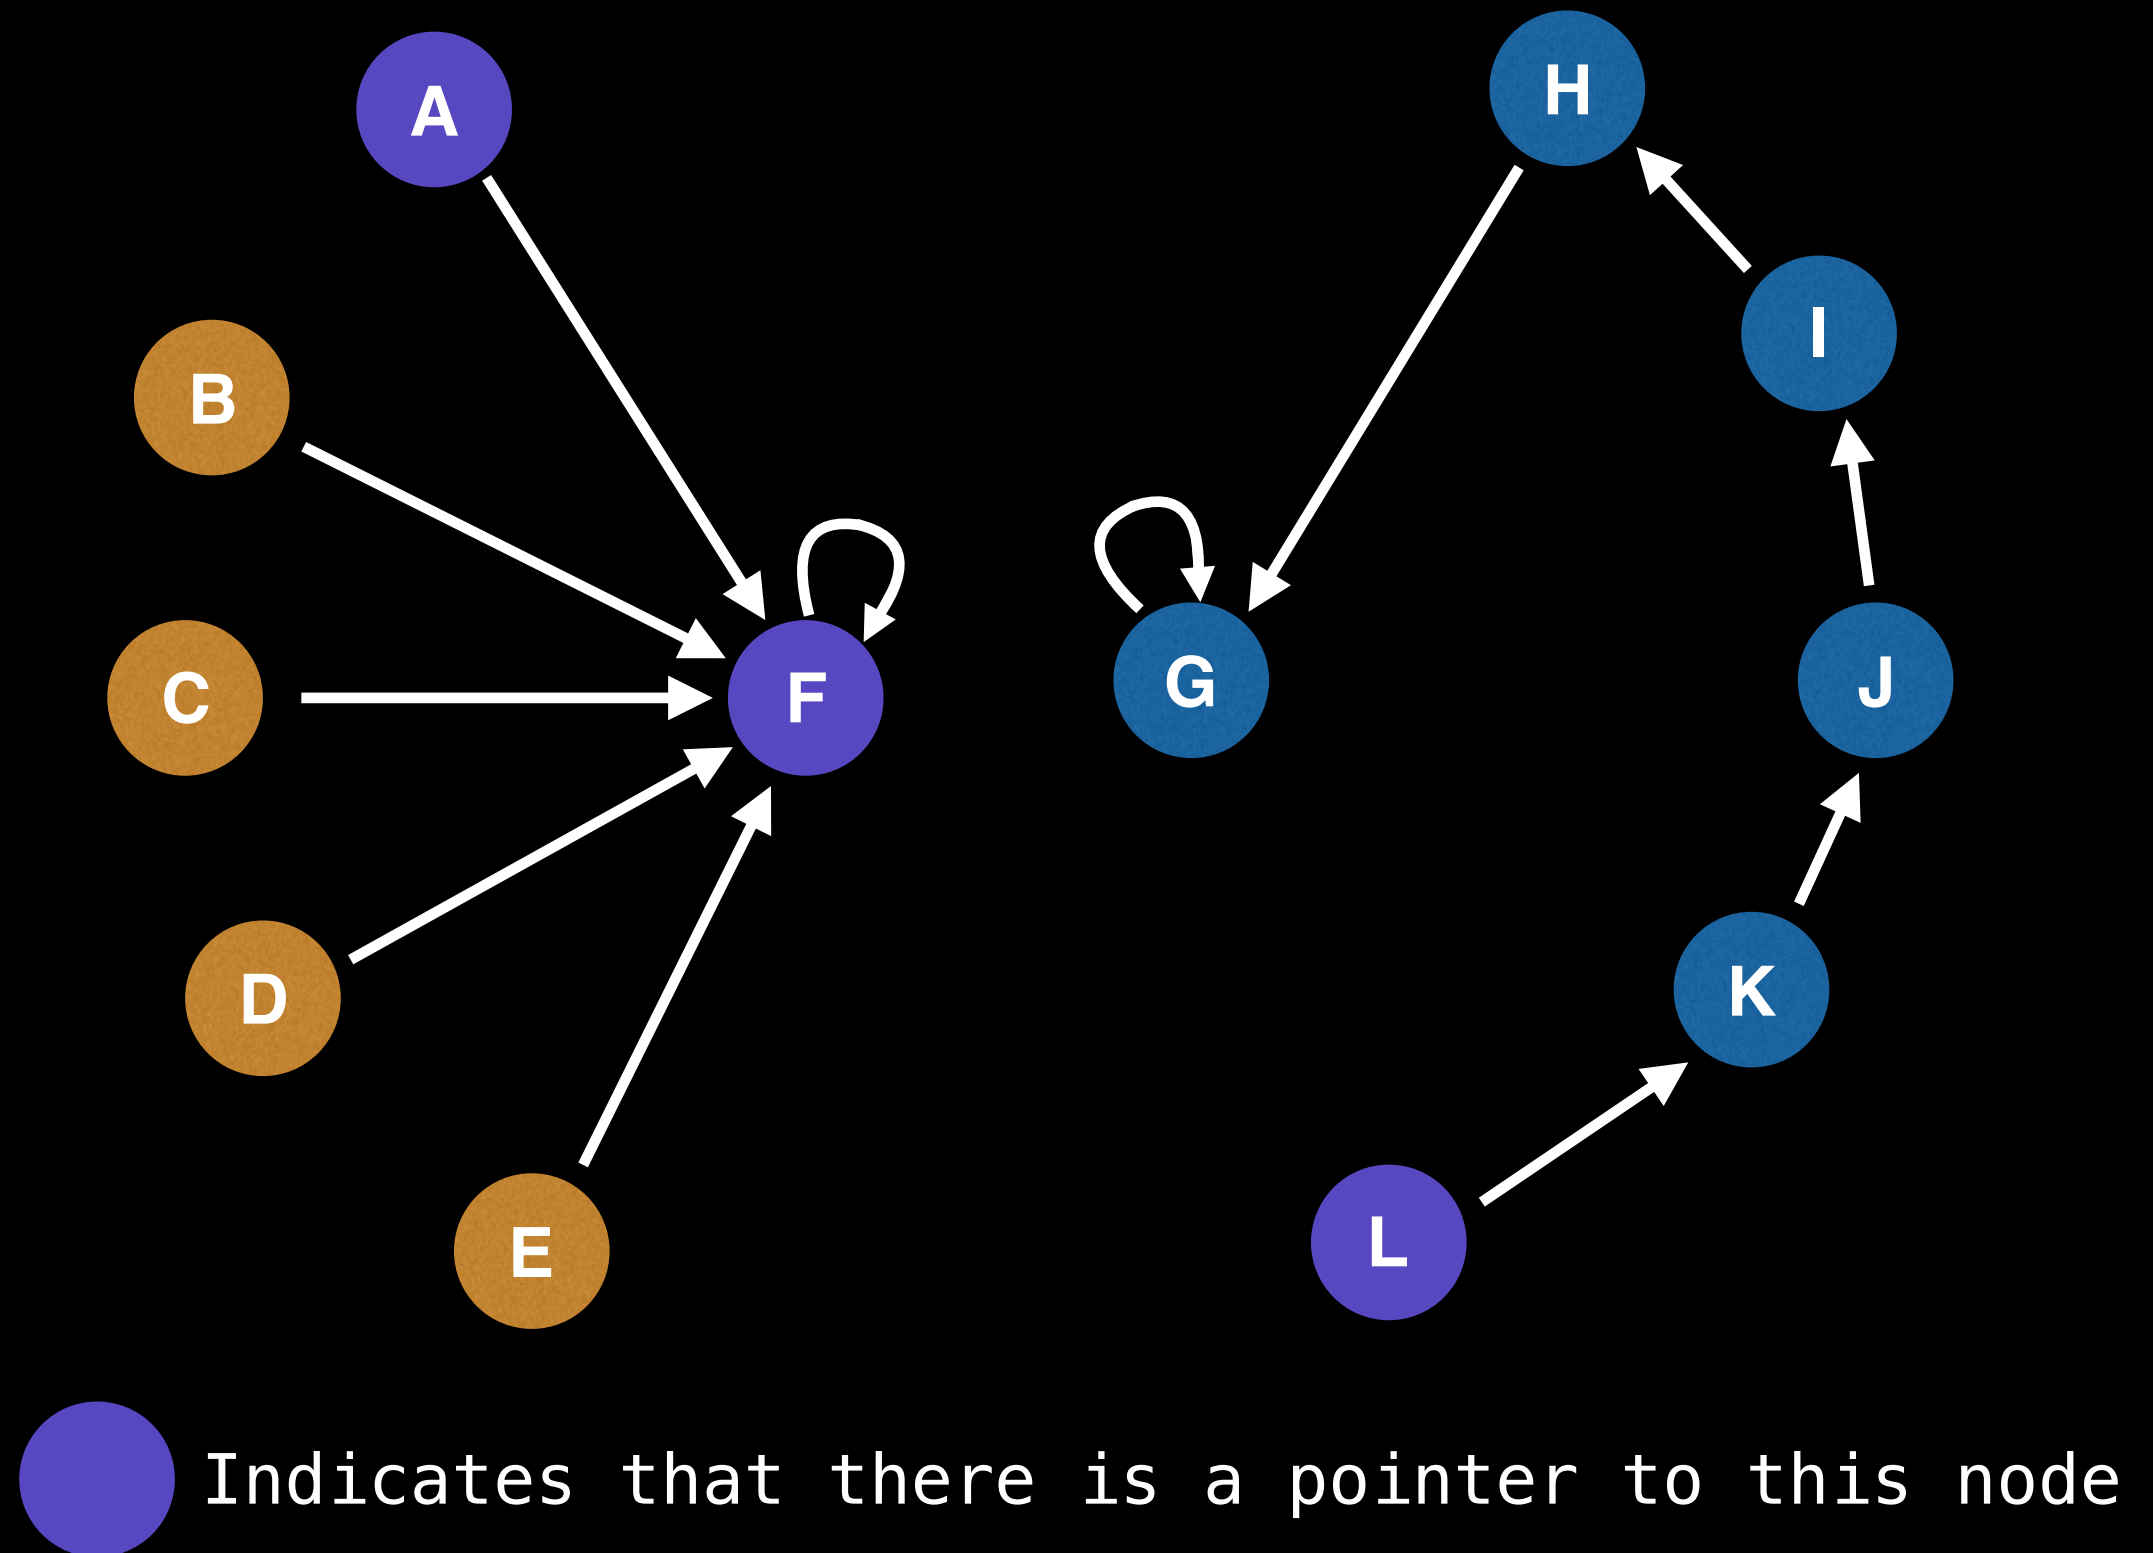 A
H
I
B
C
F
G
J
D
K
E
L
Indicates that there is a pointer to this node